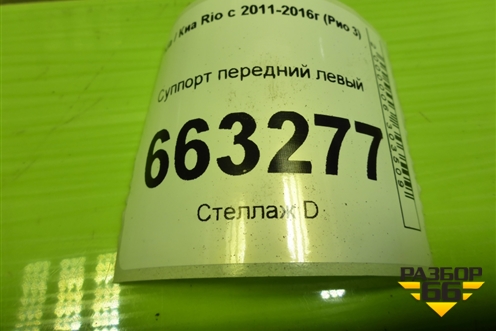 Киа Rio с 2011-2016г (Рио 3)
Суппорт передний левый
663277
Стеллаж D
РАЗБОР
66